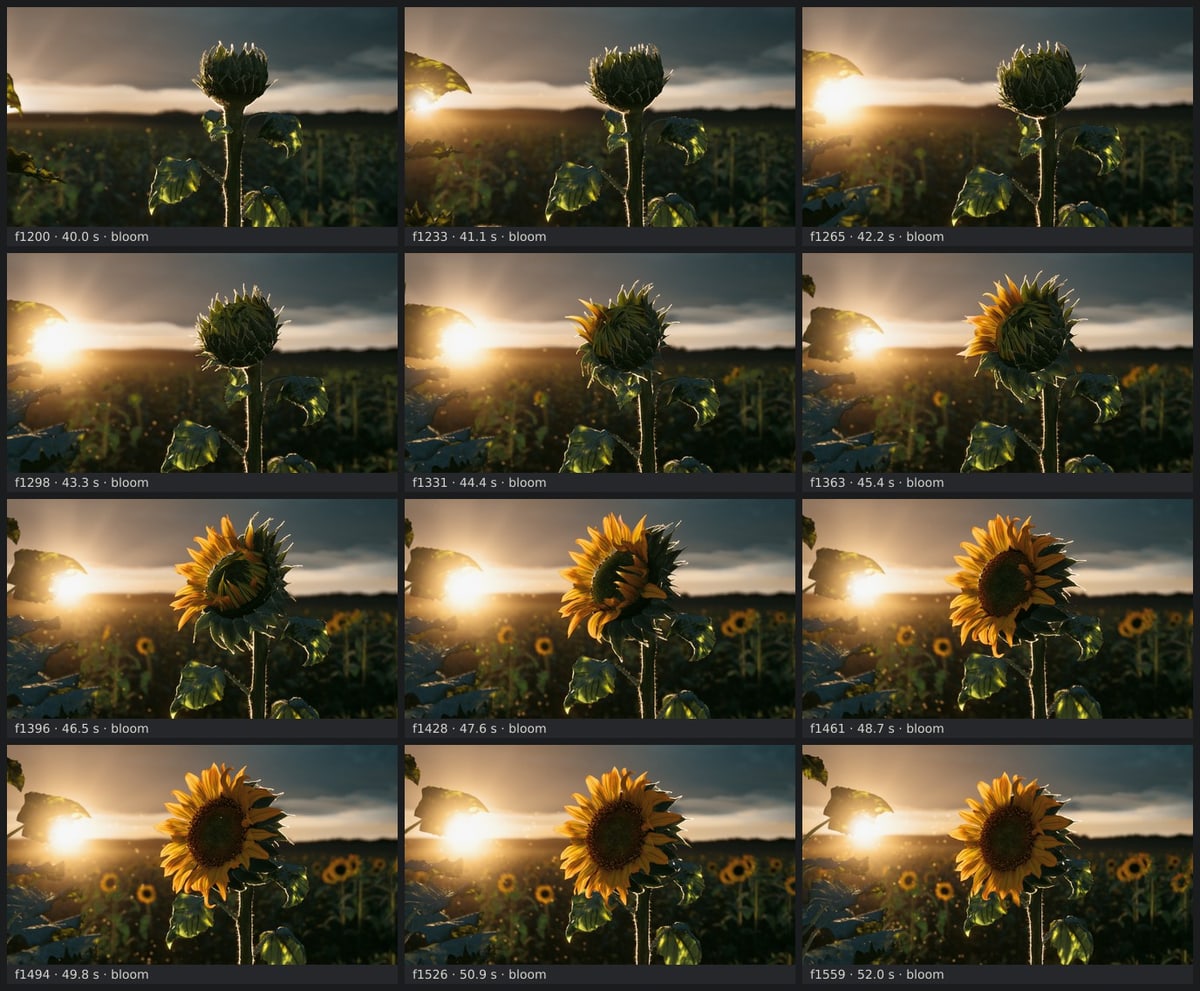 f1200 · 40.0 s · bloom
f1233 · 41.1 s · bloom
f1265 · 42.2 s · bloom
f1298 · 43.3 s · bloom
f1331 · 44.4 s · bloom
f1363 · 45.4 s · bloom
f1396 · 46.5 s · bloom
f1428 · 47.6 s · bloom
f1461 · 48.7 s · bloom
f1494 · 49.8 s · bloom
f1526 · 50.9 s · bloom
f1559 · 52.0 s · bloom